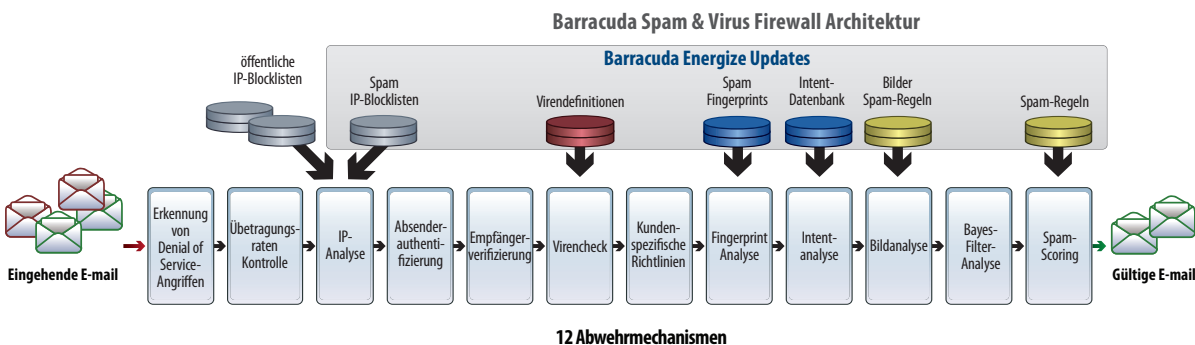 Barracuda Spam & Virus Firewall Architektur
Barracuda Energize Updates
öffentliche
IP-Blocklisten
Spam
IP-Blocklisten
Virendefinitionen
Spam
Fingerprints
Intent-
Datenbank
Bilder
Spam-Regeln
Spam-Regeln
Eingehende E-mail
Erkennung
von
Denial of
Service-
Angriffen
Übetragungs-
raten
Kontrolle
IP-
Analyse
Absender-
authenti-
fizierung
Empfänger-
verifizierung
Virencheck
Kunden-
spezifische
Richtlinien
Fingerprint
Analyse
Intent-
analyse
Bildanalyse
Bayes-
Filter-
Analyse
Spam-
Scoring
Gültige E-mail
12 Abwehrmechanismen